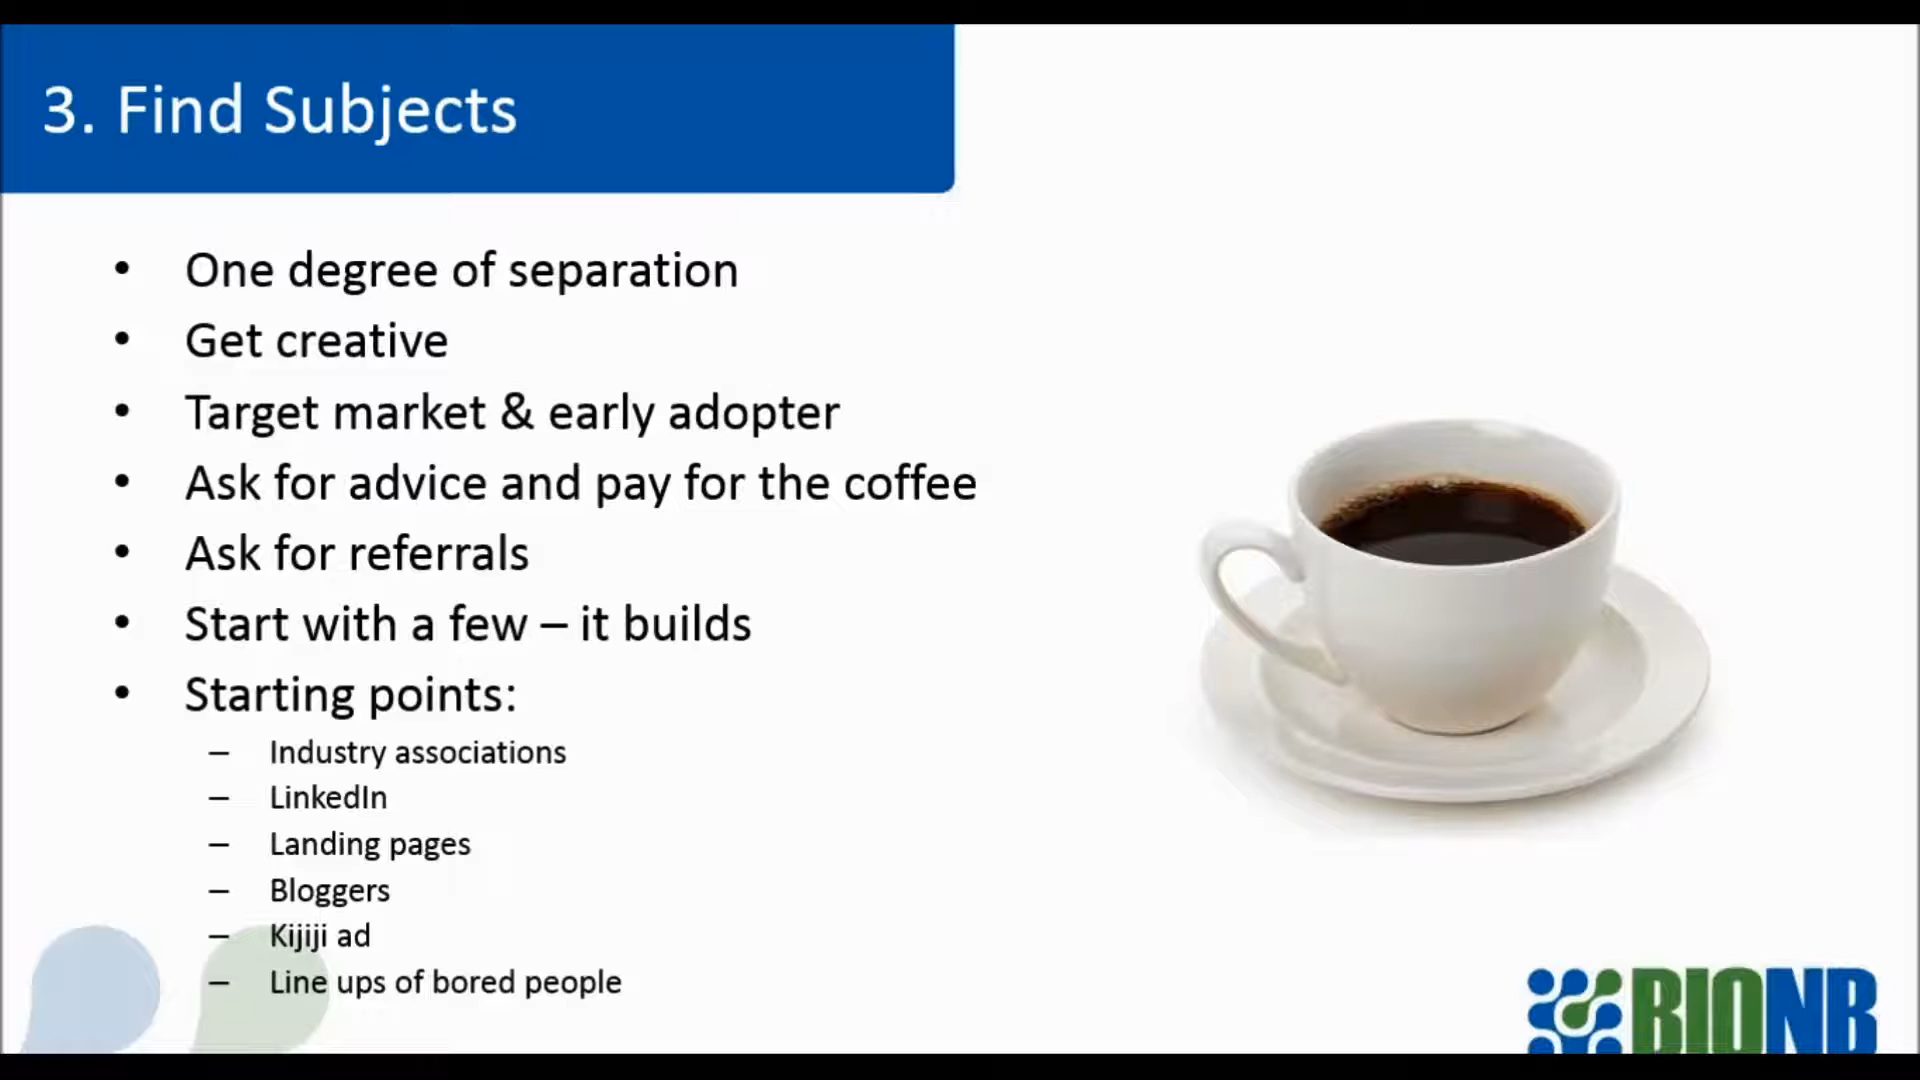 3. Find Subjects
• One degree of separation
• Get creative
• Target market & early adopter
• Ask for advice and pay for the coffee
• Ask for referrals
• Start with a few – it builds
• Starting points:
– Industry associations
– LinkedIn
– Landing pages
– Bloggers
– Kijiji ad
– Line ups of bored people
BIONB